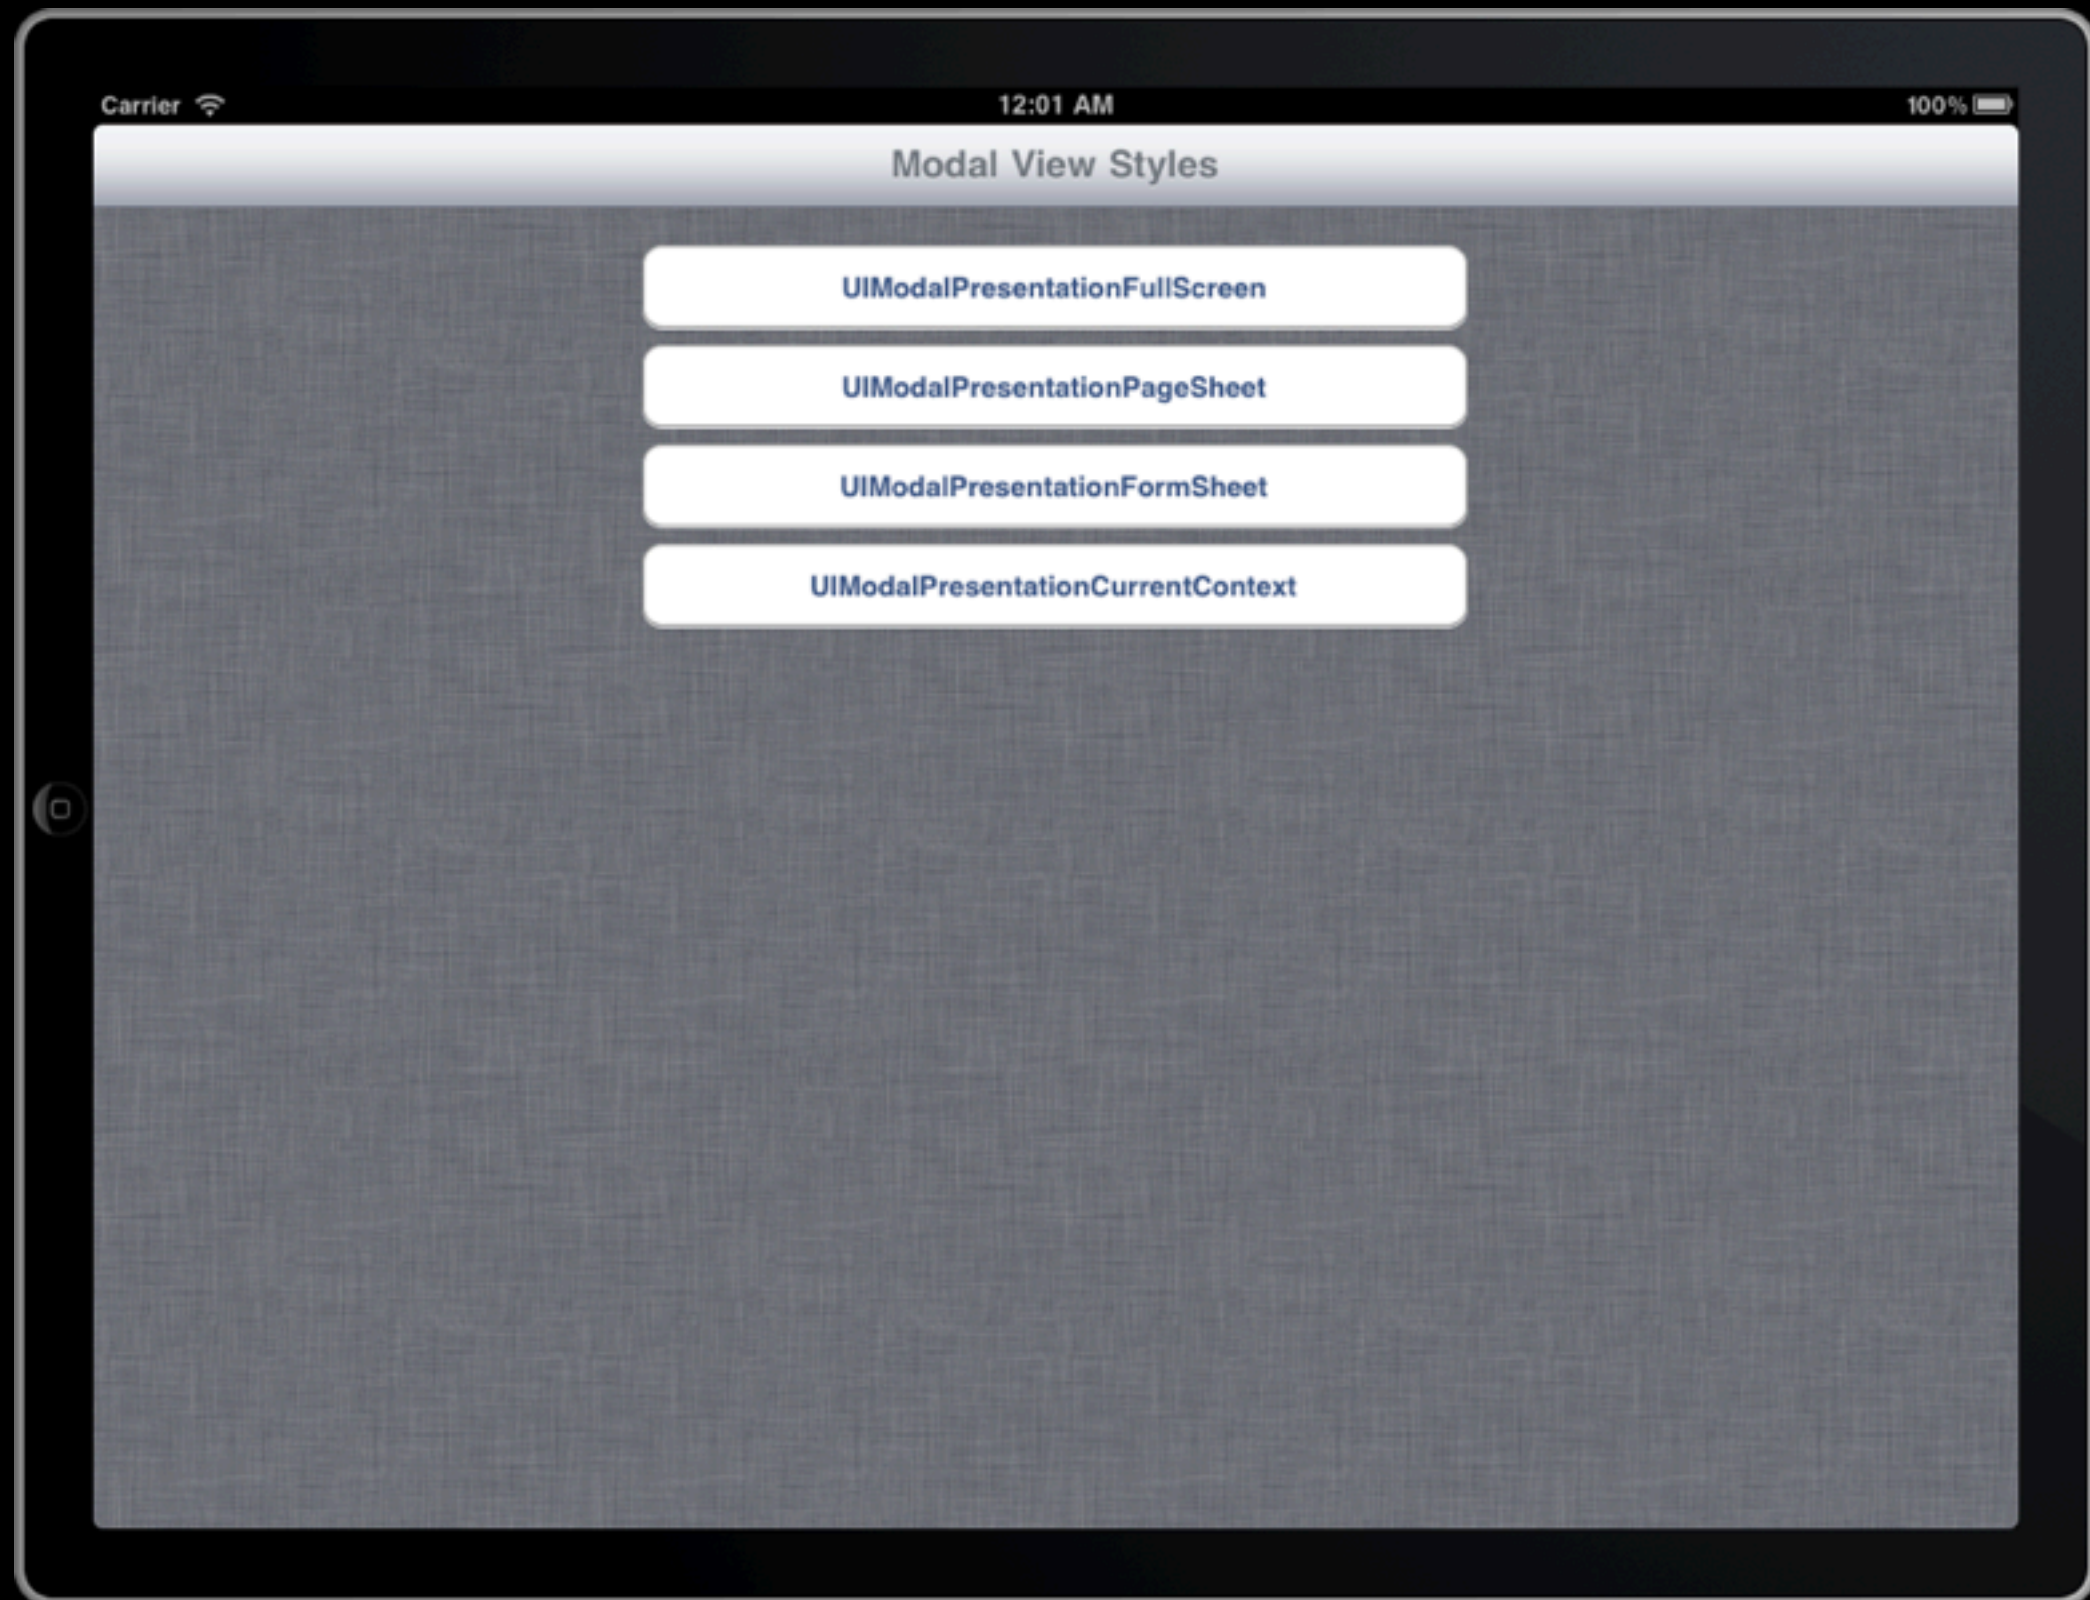 Carrier 12:01 AM 100%
Modal View Styles
UIModalPresentationFullScreen
UIModalPresentationPageSheet
UIModalPresentationFormSheet
UIModalPresentationCurrentContext